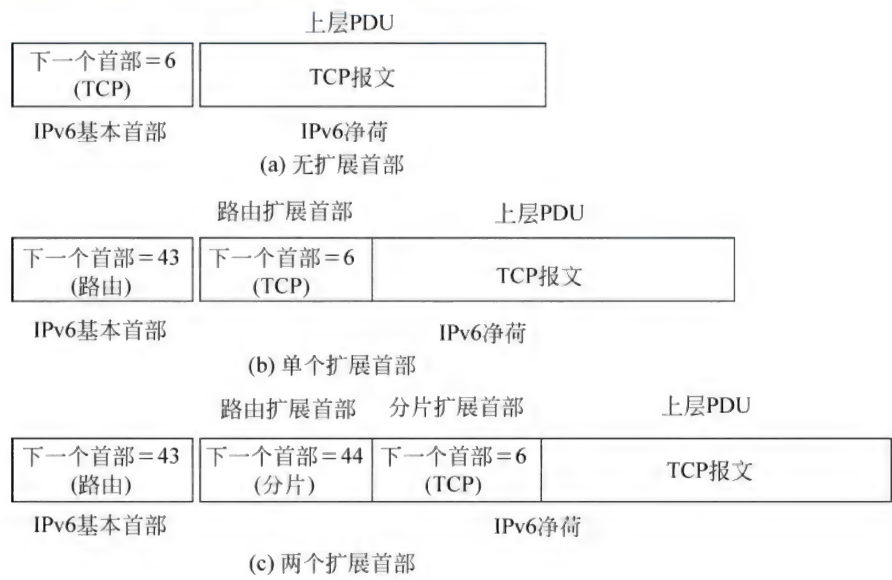 上层PDU
下一个首部=6
(TCP)
TCP报文
IPv6基本首部
IPv6净荷
(a) 无扩展首部
路由扩展首部
上层PDU
下一个首部=43
(路由)
下一个首部=6
(TCP)
TCP报文
IPv6基本首部
IPv6净荷
(b) 单个扩展首部
路由扩展首部
分片扩展首部
上层PDU
下一个首部=43
(路由)
下一个首部=44
(分片)
下一个首部=6
(TCP)
TCP报文
IPv6基本首部
IPv6净荷
(c) 两个扩展首部